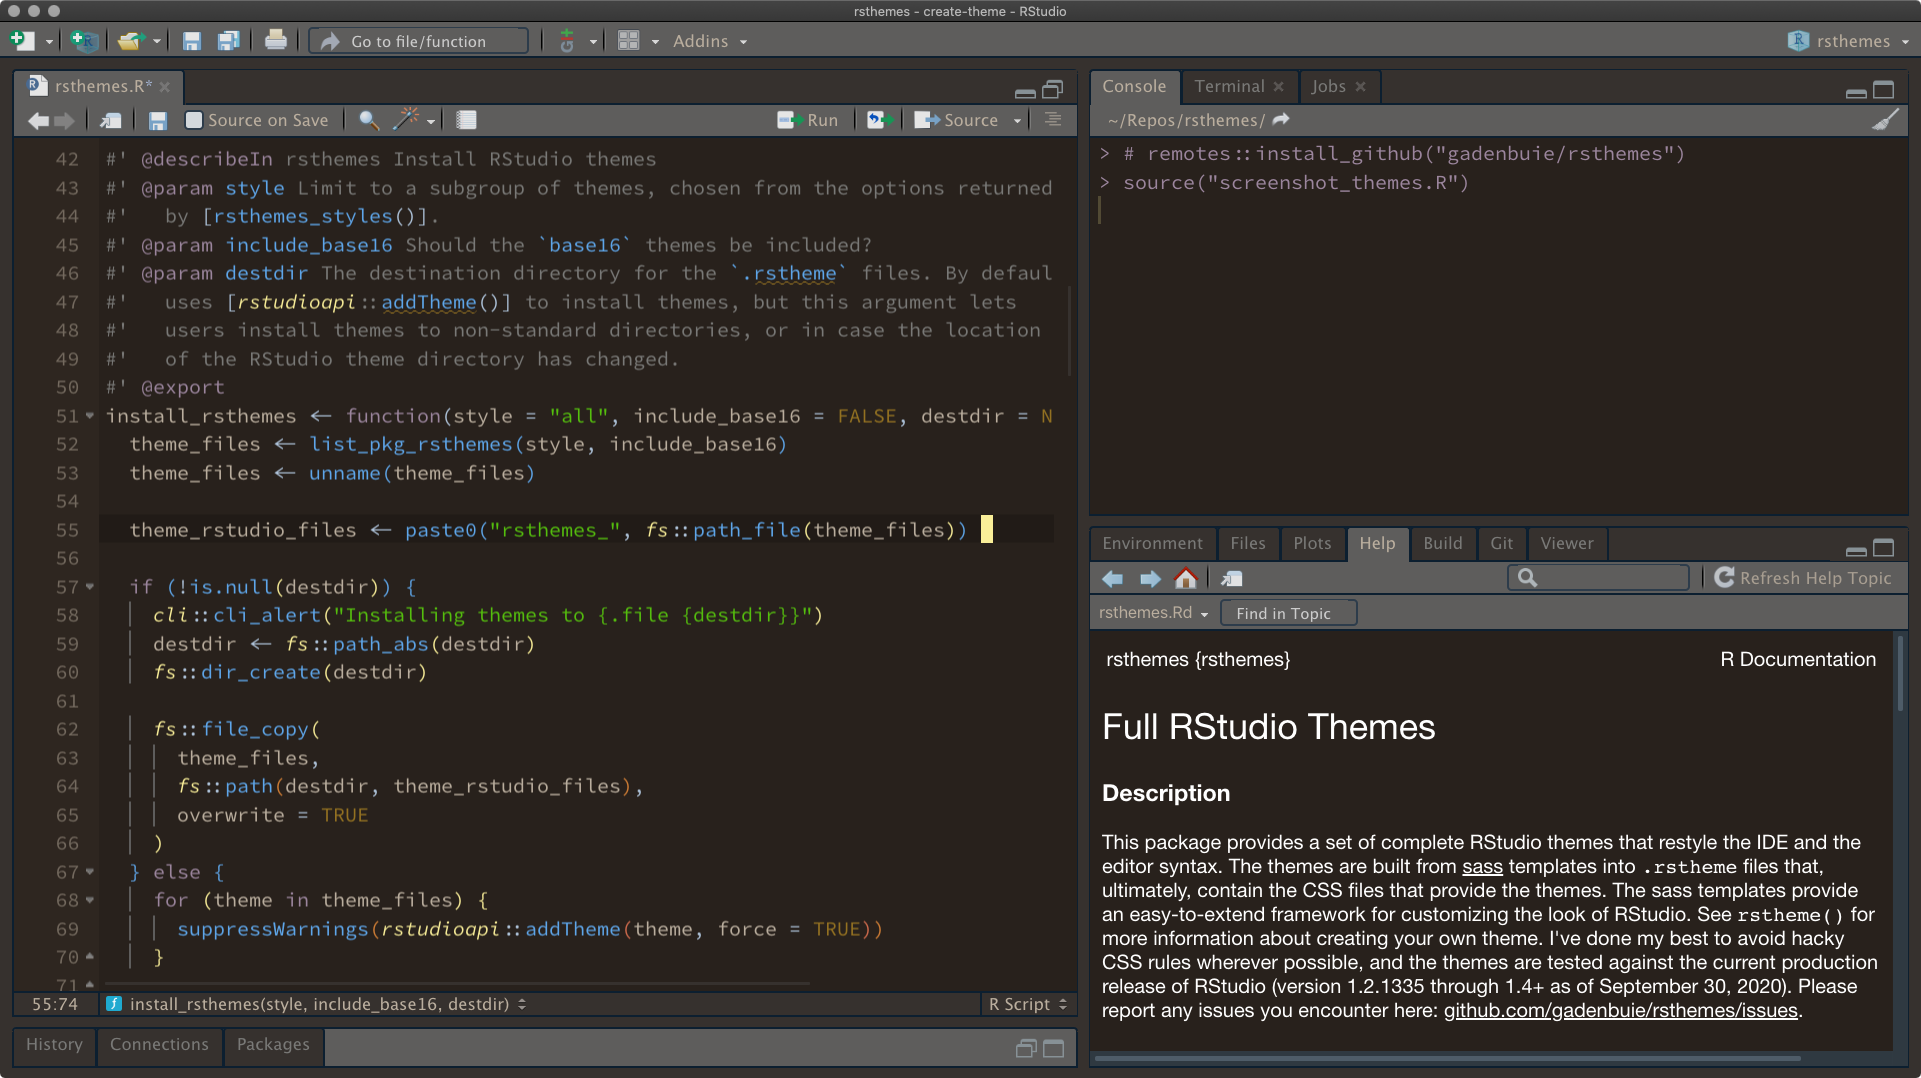 rsthemes - create-theme - RStudio
Go to file/function
Addins
rsthemes
rsthemes.R*
Source on Save
Run
Source
42 #' @describeIn rsthemes Install RStudio themes
43 #' @param style Limit to a subgroup of themes, chosen from the options returned
44 #'   by [rsthemes_styles()].
45 #' @param include_base16 Should the `base16` themes be included?
46 #' @param destdir The destination directory for the `.rstheme` files. By defaul
47 #'   uses [rstudioapi::addTheme()] to install themes, but this argument lets
48 #'   users install themes to non-standard directories, or in case the location
49 #'   of the RStudio theme directory has changed.
50 #' @export
51 install_rsthemes <- function(style = "all", include_base16 = FALSE, destdir = N
52   theme_files <- list_pkg_rsthemes(style, include_base16)
53   theme_files <- unname(theme_files)
54
55   theme_rstudio_files <- paste0("rsthemes_", fs::path_file(theme_files))
56
57   if (!is.null(destdir)) {
58     cli::cli_alert("Installing themes to {.file {destdir}}")
59     destdir <- fs::path_abs(destdir)
60     fs::dir_create(destdir)
61
62     fs::file_copy(
63       theme_files,
64       fs::path(destdir, theme_rstudio_files),
65       overwrite = TRUE
66     )
67   } else {
68     for (theme in theme_files) {
69       suppressWarnings(rstudioapi::addTheme(theme, force = TRUE))
70     }
71
55:74 install_rsthemes(style, include_base16, destdir) R Script
History Connections Packages
Console Terminal Jobs
~/Repos/rsthemes/
> # remotes::install_github("gadenbuie/rsthemes")
> source("screenshot_themes.R")
Environment Files Plots Help Build Git Viewer
Refresh Help Topic
rsthemes.Rd Find in Topic
rsthemes {rsthemes} R Documentation
Full RStudio Themes
Description
This package provides a set of complete RStudio themes that restyle the IDE and the
editor syntax. The themes are built from sass templates into .rstheme files that,
ultimately, contain the CSS files that provide the themes. The sass templates provide
an easy-to-extend framework for customizing the look of RStudio. See rstheme() for
more information about creating your own theme. I've done my best to avoid hacky
CSS rules wherever possible, and the themes are tested against the current production
release of RStudio (version 1.2.1335 through 1.4+ as of September 30, 2020). Please
report any issues you encounter here: github.com/gadenbuie/rsthemes/issues.